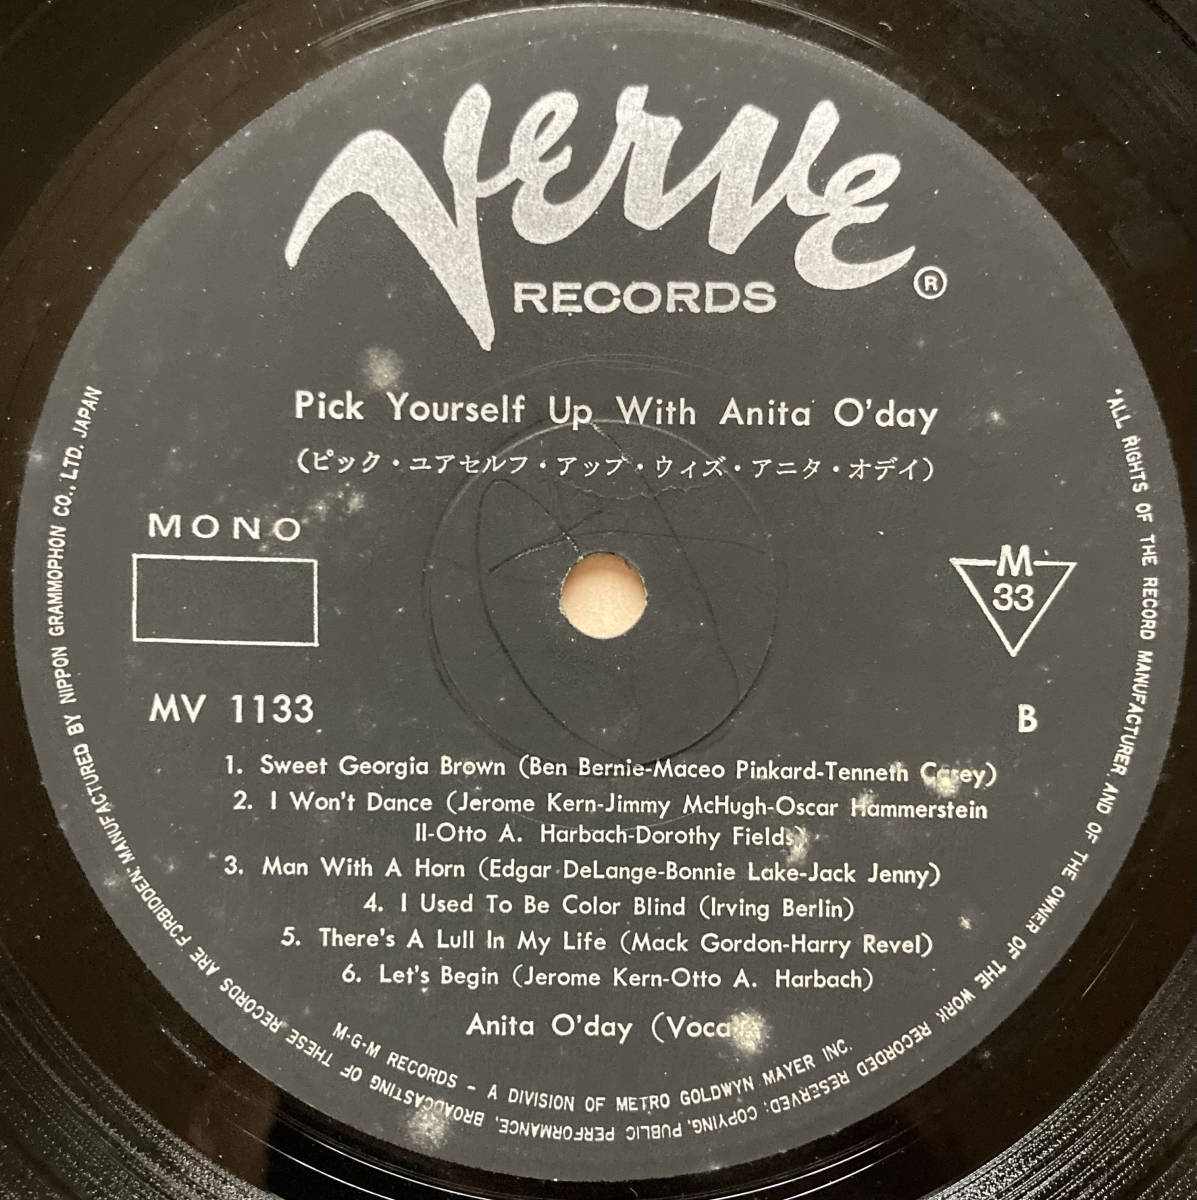 Verve
RECORDS ®
Pick Yourself Up With Anita O'day
(ピック・ユアセルフ・アップ・ウィズ・アニタ・オデイ)
MONO
M
33
MV 1133
B
1. Sweet Georgia Brown (Ben Bernie-Maceo Pinkard-Tenneth Casey)
2. I Won't Dance (Jerome Kern-Jimmy McHugh-Oscar Hammerstein
II-Otto A. Harbach-Dorothy Fields)
3. Man With A Horn (Edgar DeLange-Bonnie Lake-Jack Jenny)
4. I Used To Be Color Blind (Irving Berlin)
5. There's A Lull In My Life (Mack Gordon-Harry Revel)
6. Let's Begin (Jerome Kern-Otto A. Harbach)
Anita O'day (Vocal)
M-G-M RECORDS - A DIVISION OF METRO GOLDWYN MAYER INC.
"ALL RIGHTS OF THE RECORD MANUFACTURER AND OF THE OWNER OF THE WORK RECORDED RESERVED; COPYING, PUBLIC PERFORMANCE, BROADCASTING OF THESE RECORDS ARE FORBIDDEN" MANUFACTURED BY NIPPON GRAMMOPHON CO., LTD. JAPAN